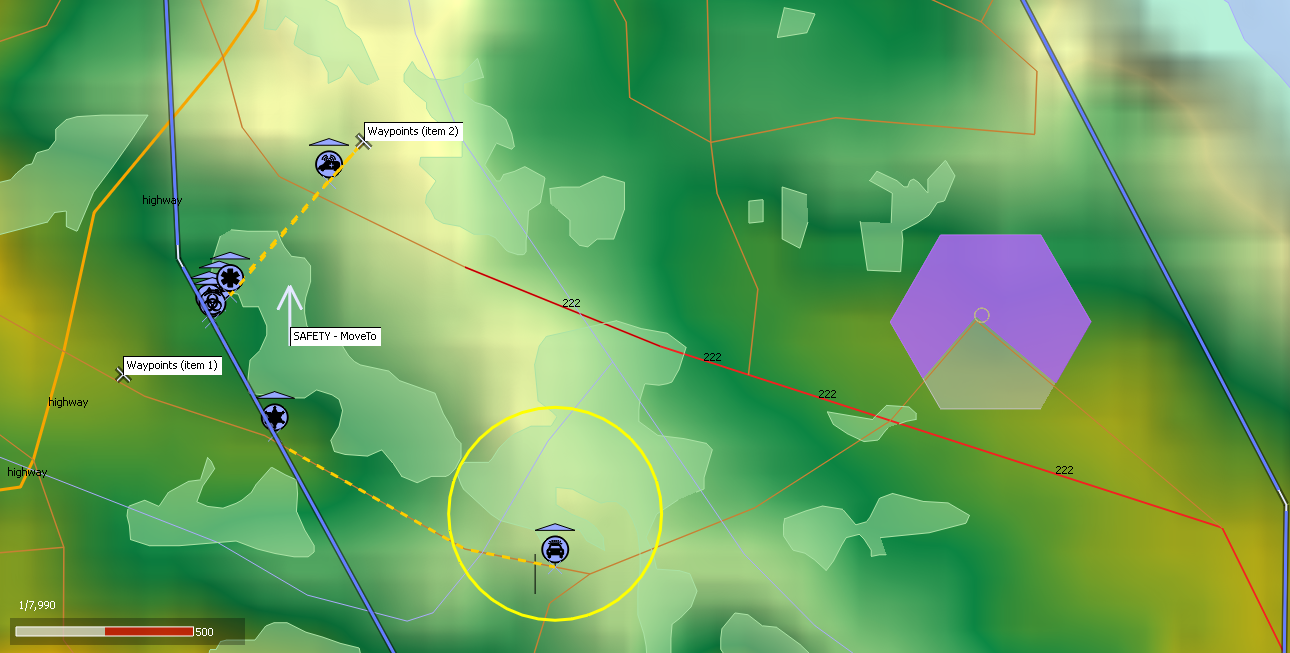 Waypoints (item 2)
highway
222
SAFETY - MoveTo
222
Waypoints (item 1)
222
highway
highway
222
1/7,990
500